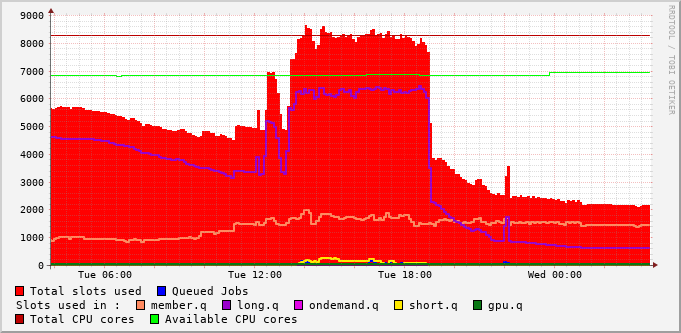 9000
8000
7000
6000
5000
4000
3000
2000
1000
0
Tue 06:00 Tue 12:00 Tue 18:00 Wed 00:00
RRDTOOL / TOBI OETIKER
Total slots used Queued Jobs
Slots used in : member.q long.q ondemand.q short.q gpu.q
Total CPU cores Available CPU cores